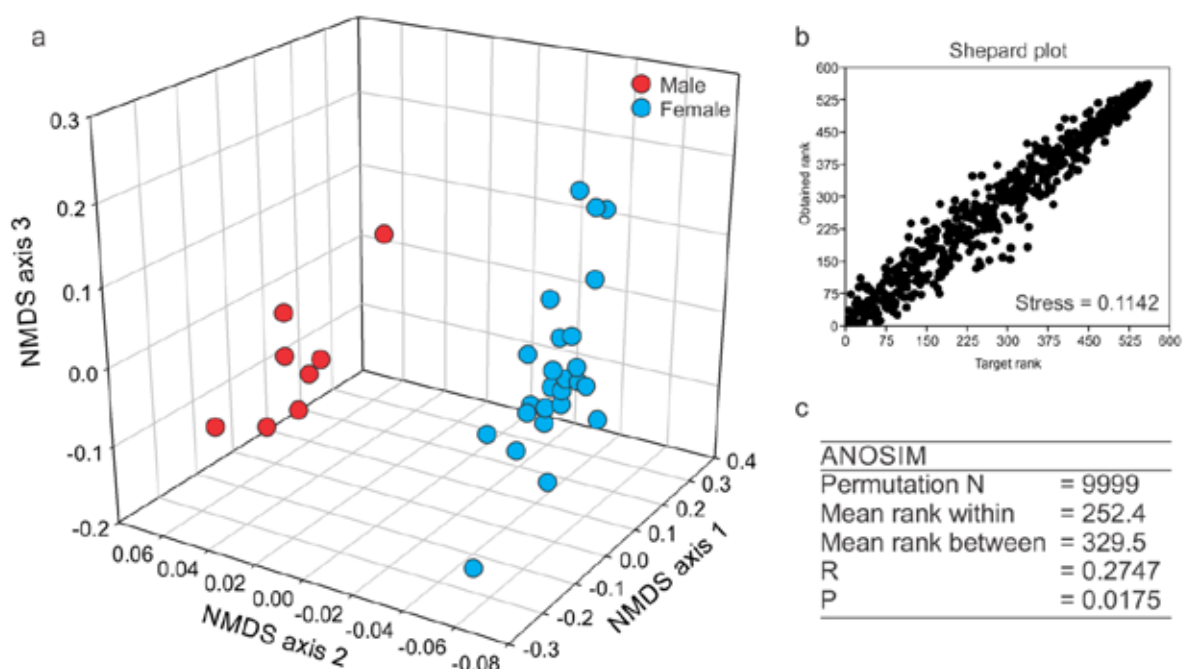 a
Male
Female
0.3
0.2
0.1
0.0
-0.1
-0.2
NMDS axis 3
0.06
0.04
0.02
0.00
-0.02
-0.04
-0.06
-0.08
NMDS axis 2
-0.3
-0.2
-0.1
0.0
0.1
0.2
0.3
0.4
NMDS axis 1
b
Shepard plot
600
525
450
375
300
225
150
75
0
Obtained rank
Stress = 0.1142
0 75 150 225 300 375 450 525 600
Target rank
c
ANOSIM
Permutation N = 9999
Mean rank within = 252.4
Mean rank between = 329.5
R = 0.2747
P = 0.0175